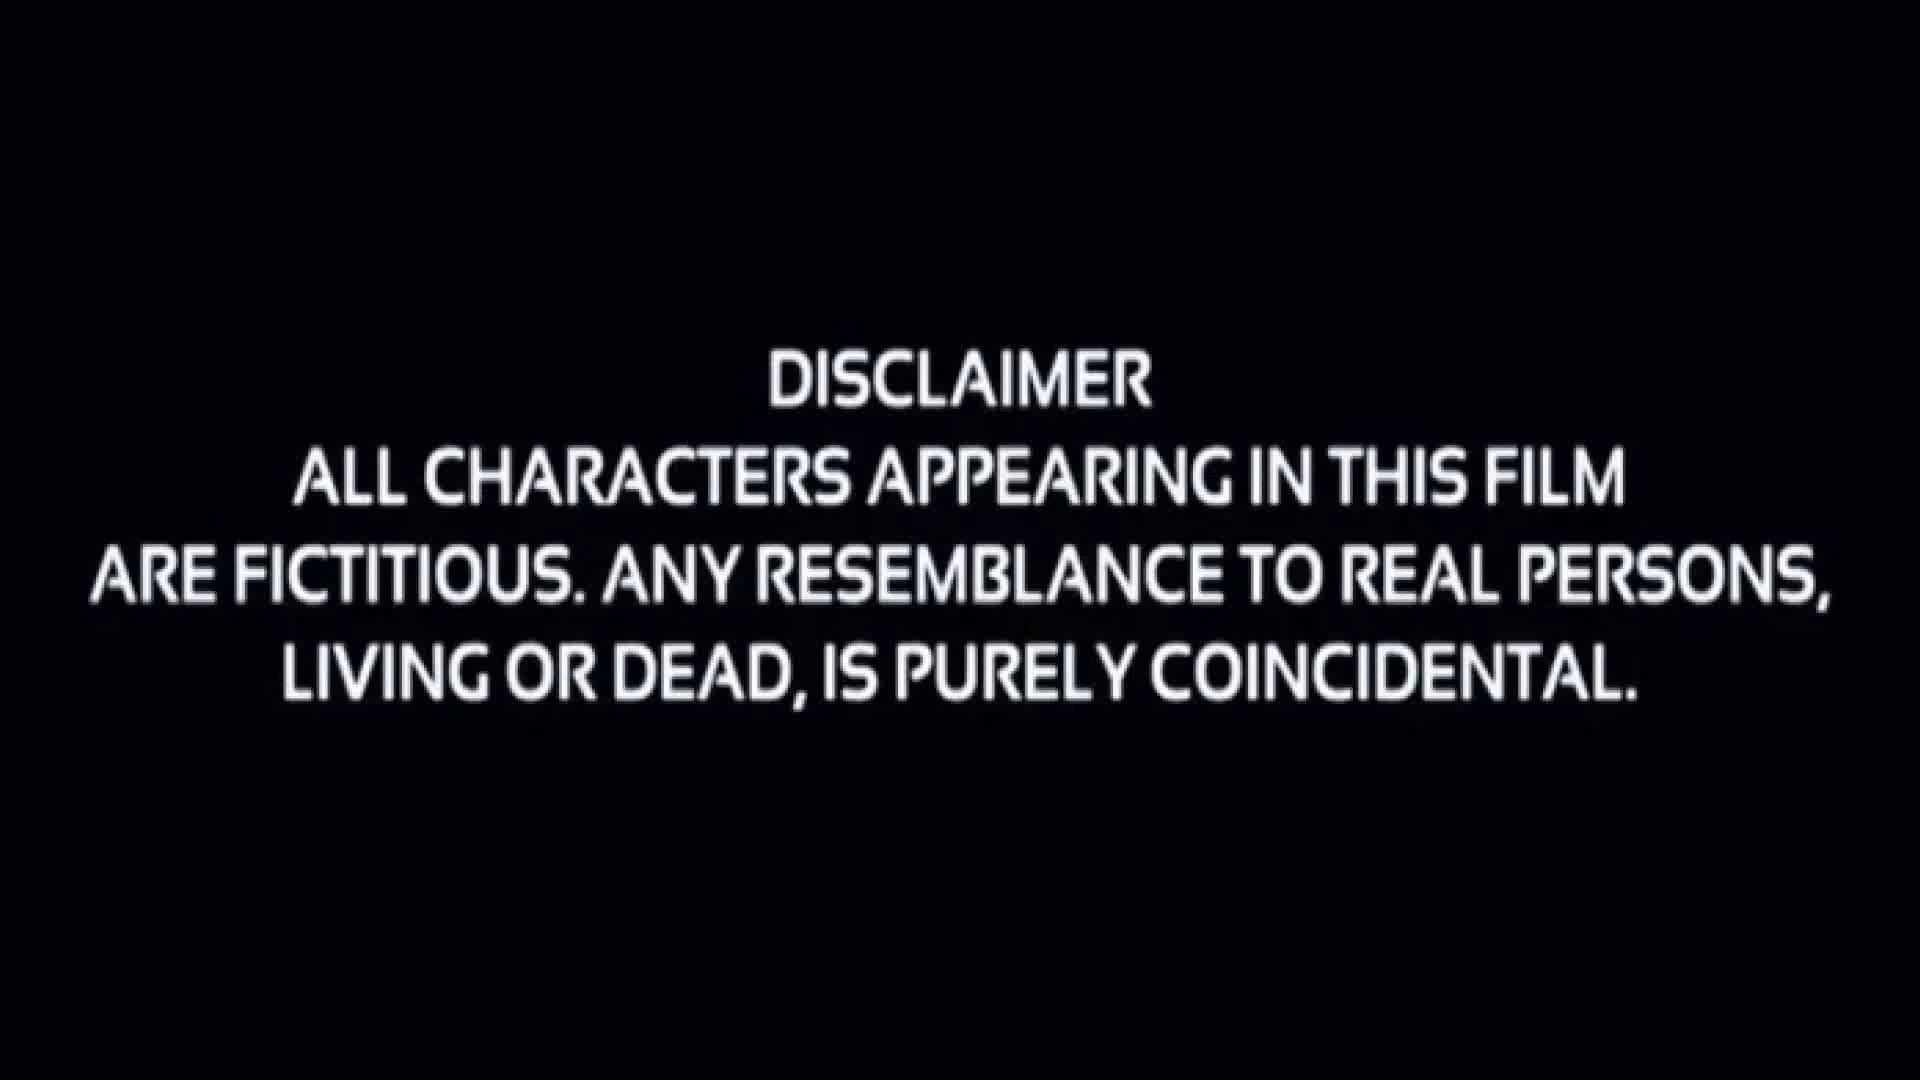 DISCLAIMER
ALL CHARACTERS APPEARING IN THIS FILM
ARE FICTITIOUS. ANY RESEMBLANCE TO REAL PERSONS,
LIVING OR DEAD, IS PURELY COINCIDENTAL.